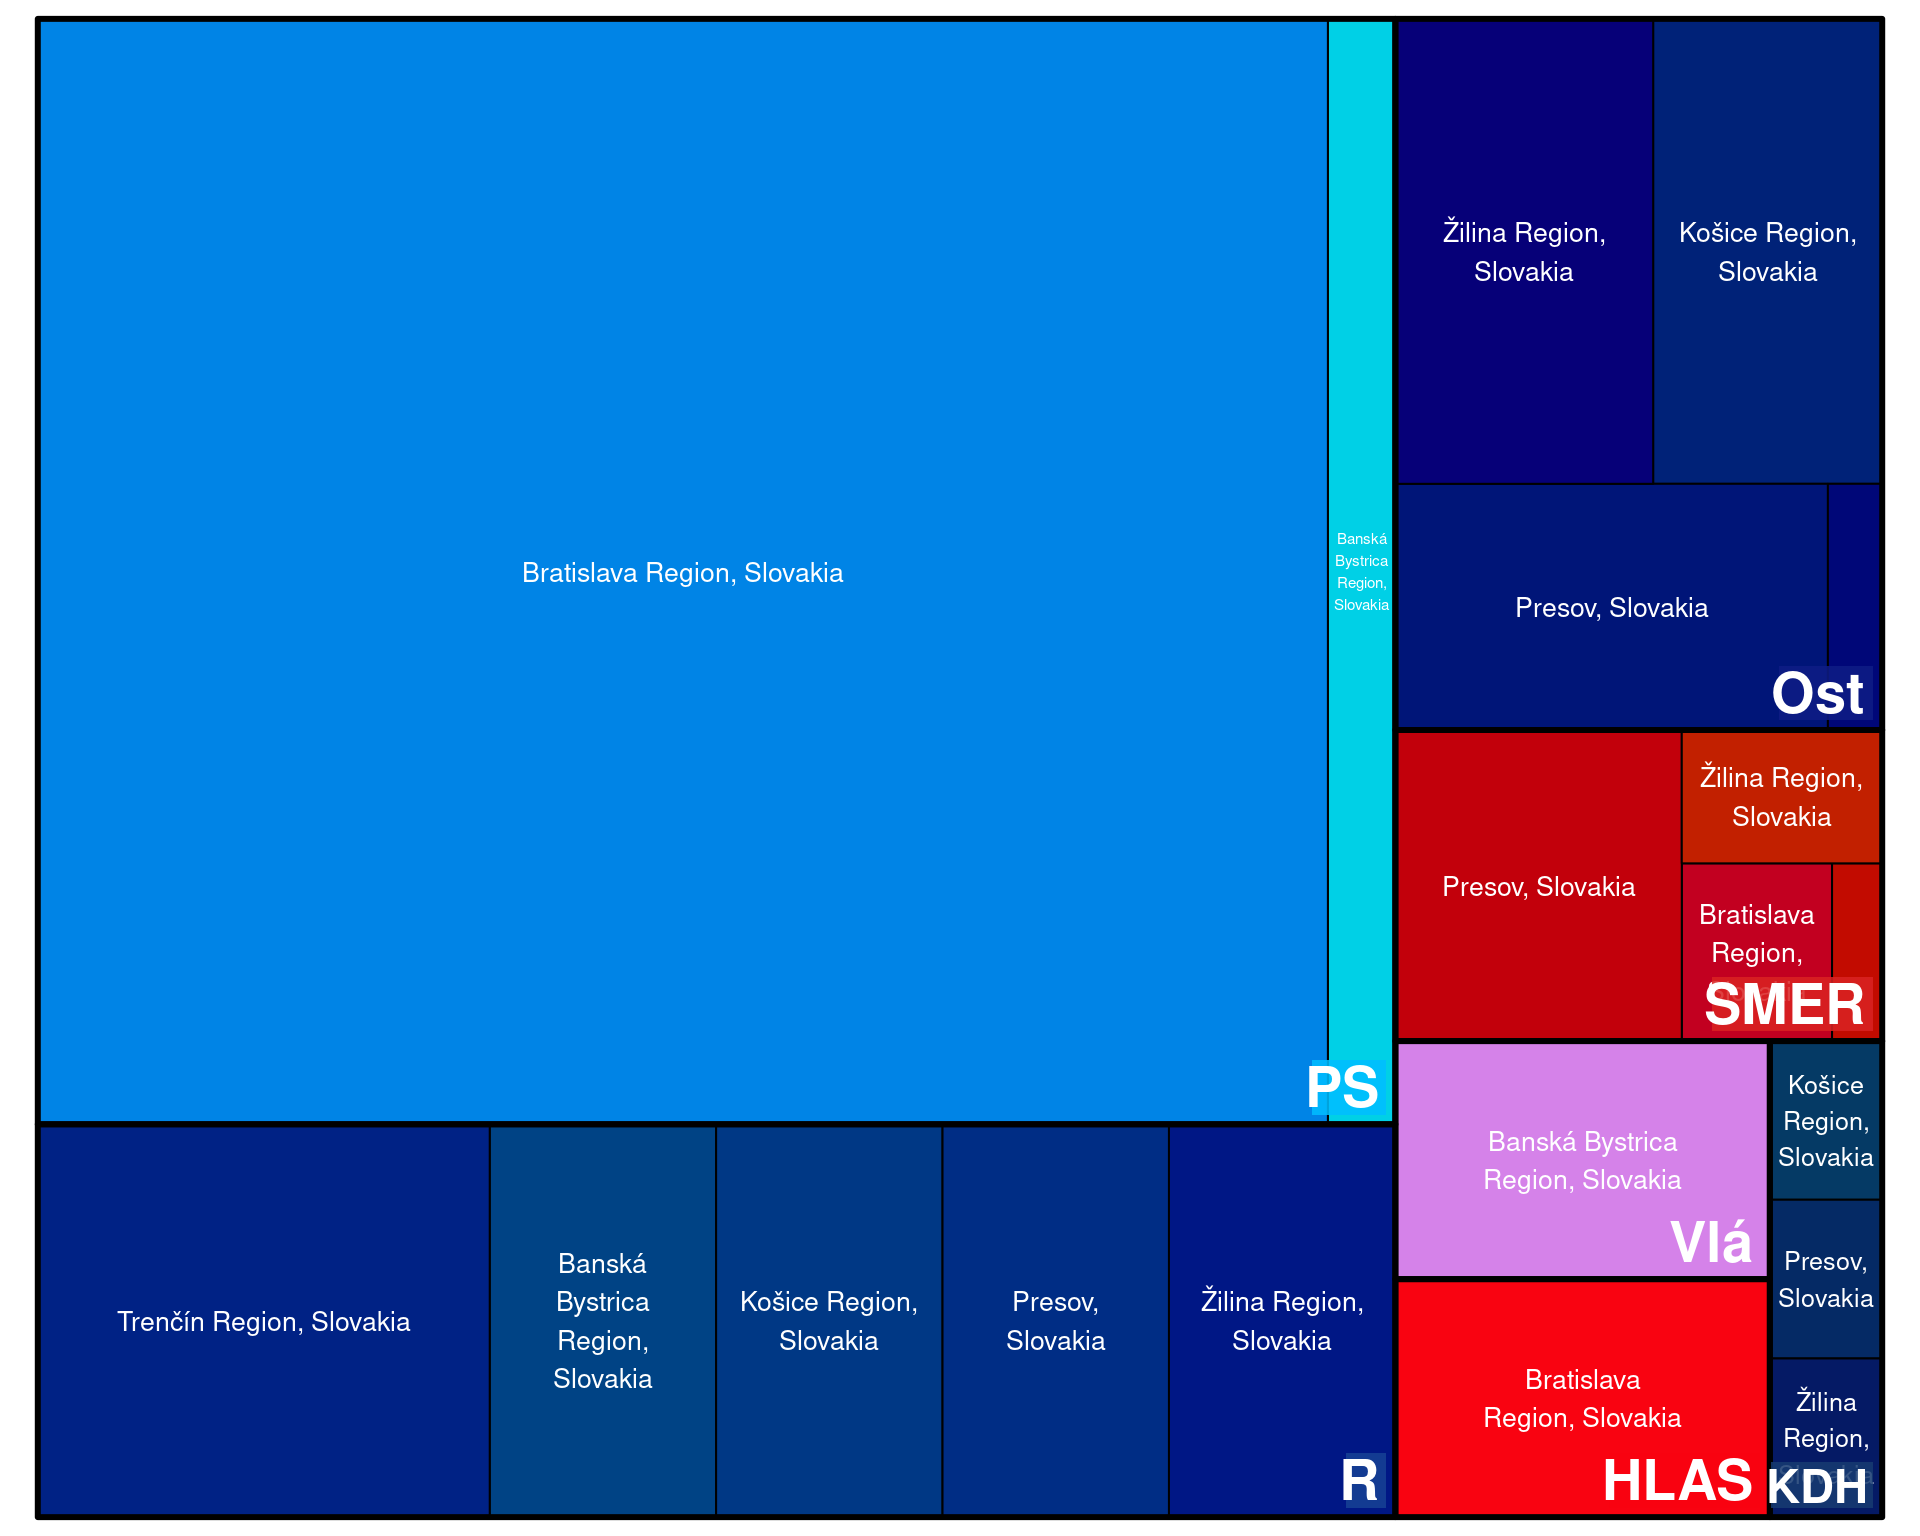 Bratislava Region, Slovakia
Banská
Bystrica
Region,
Slovakia
PS
Trenčín Region, Slovakia
Banská
Bystrica
Region,
Slovakia
Košice Region,
Slovakia
Presov,
Slovakia
Žilina Region,
Slovakia
R
Žilina Region,
Slovakia
Košice Region,
Slovakia
Presov, Slovakia
Ost
Presov, Slovakia
Žilina Region,
Slovakia
Bratislava
Region,
SMER
Banská Bystrica
Region, Slovakia
Vlá
Bratislava
Region, Slovakia
HLAS
Košice
Region,
Slovakia
Presov,
Slovakia
Žilina
Region,
Slovakia
KDH